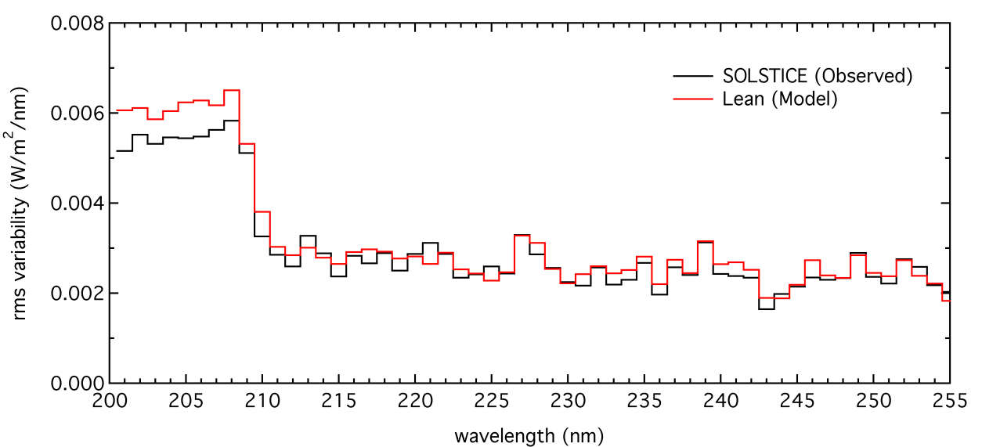 0.008
0.006
0.004
0.002
0.000
rms variability (W/m²/nm)
SOLSTICE (Observed)
Lean (Model)
200 205 210 215 220 225 230 235 240 245 250 255
wavelength (nm)